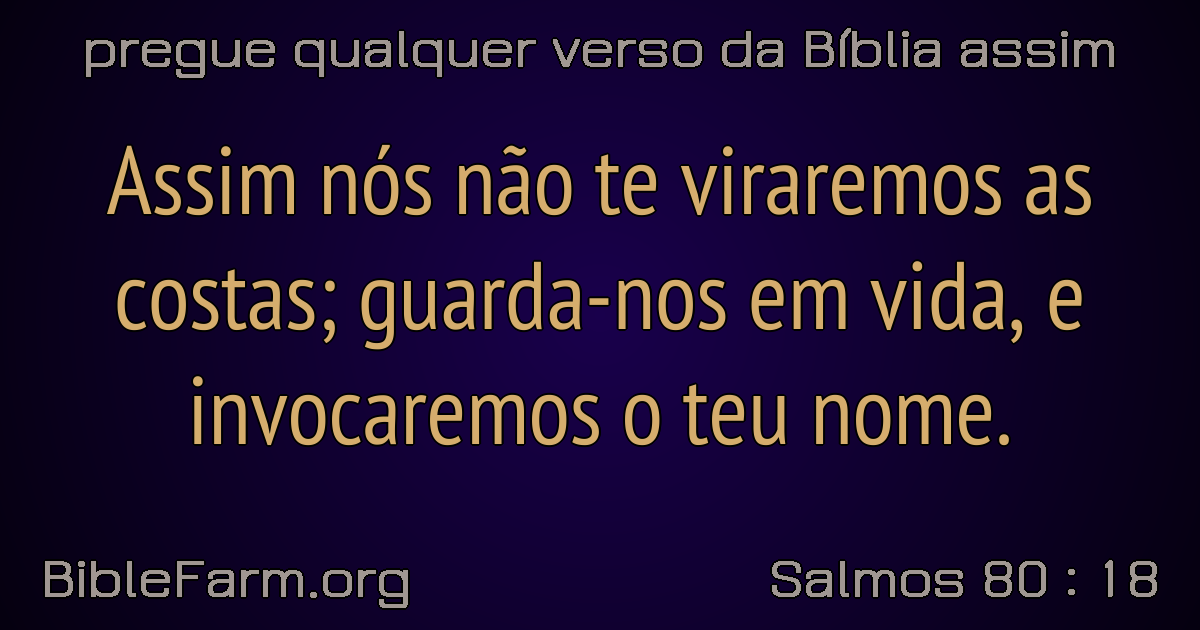 pregue qualquer verso da Bíblia assim
Assim nós não te viraremos as
costas; guarda-nos em vida, e
invocaremos o teu nome.
BibleFarm.org
Salmos 80 : 18